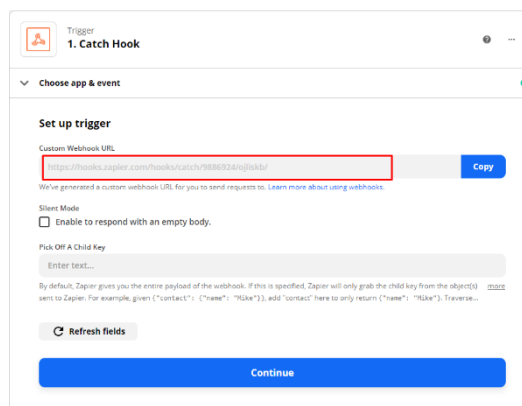 Trigger
1. Catch Hook
Choose app & event
Set up trigger
Custom Webhook URL
https://hooks.zapier.com/hooks/catch/9886924/
Copy
We've generated a custom webhook URL for you to send requests to. Learn more about using webhooks.
Silent Mode
Enable to respond with an empty body.
Pick Off A Child Key
Enter text...
By default, Zapier gives you the entire payload of the webhook. If this is specified, Zapier will only grab the child key from the object(s) more
sent to Zapier. For example, given {"contact": {"name": "Mike"}}, add "contact" here to only return {"name": "Mike"}. Traverse...
Refresh fields
Continue